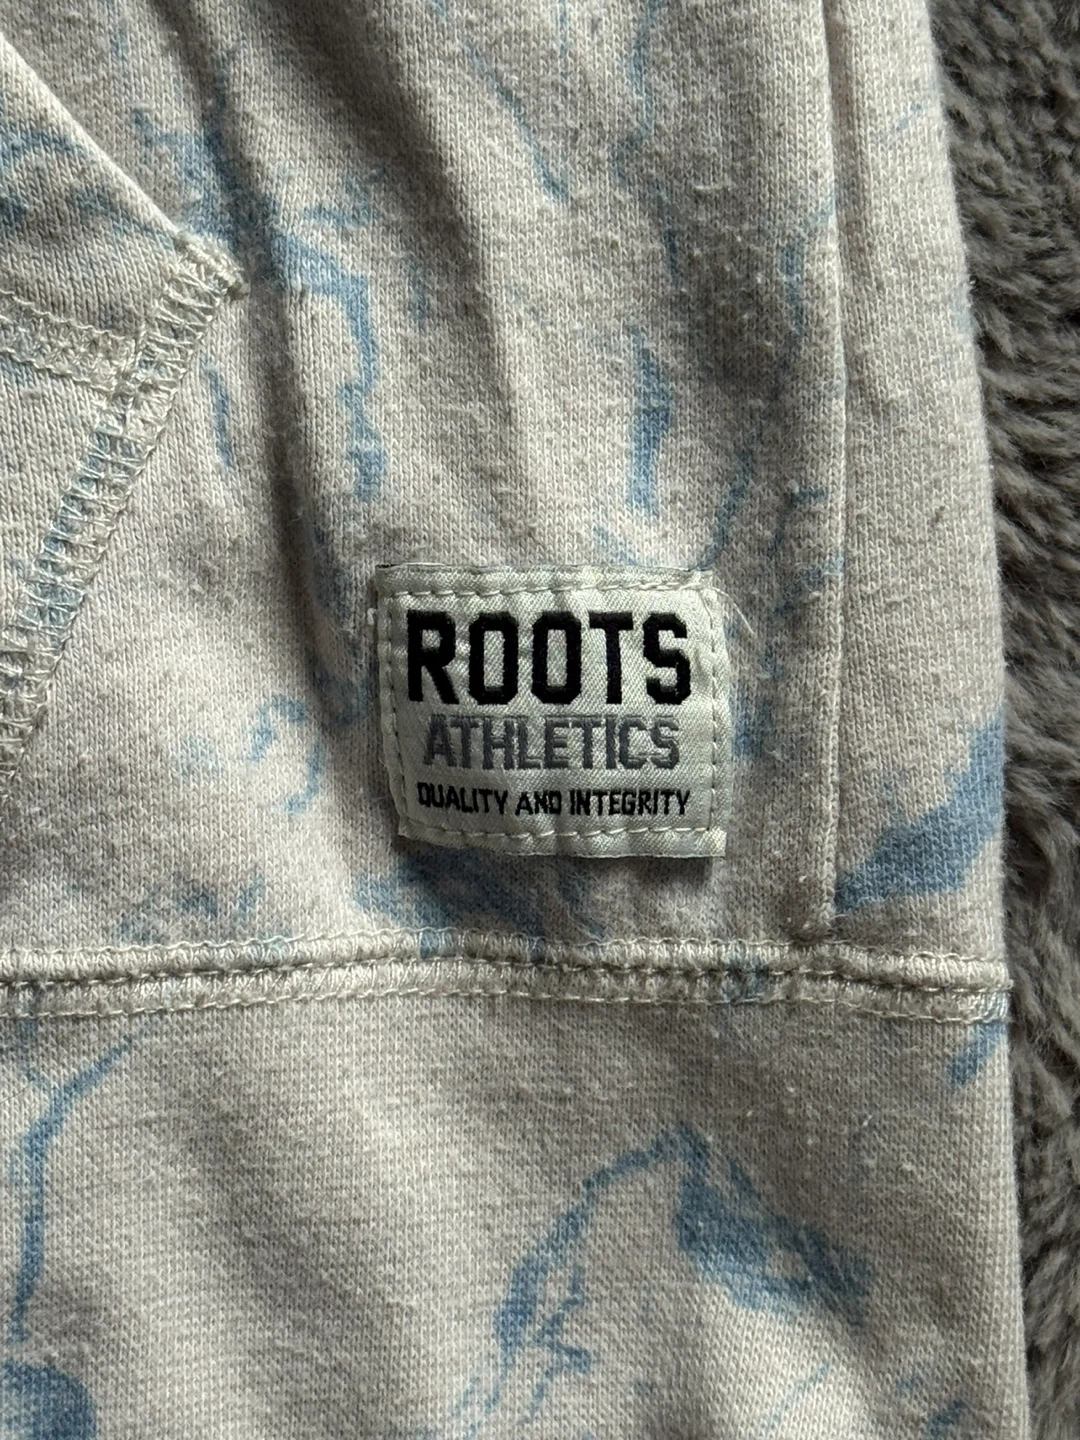 ROOTS
ATHLETICS
QUALITY AND INTEGRITY